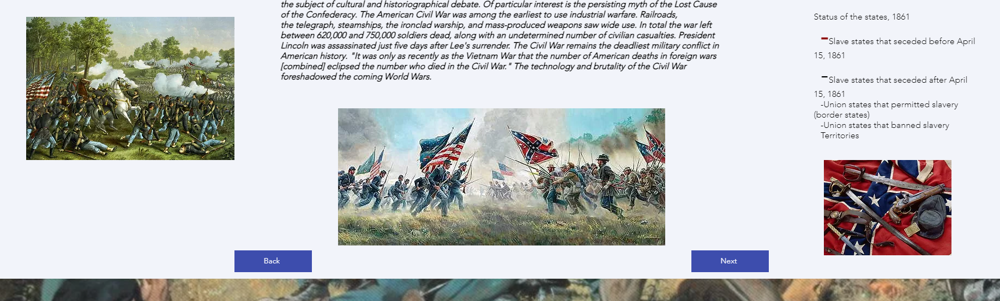 the subject of cultural and historiographical debate. Of particular interest is the persisting myth of the Lost Cause
of the Confederacy. The American Civil War was among the earliest to use industrial warfare. Railroads,
the telegraph, steamships, the ironclad warship, and mass-produced weapons saw wide use. In total the war left
between 620,000 and 750,000 soldiers dead, along with an undetermined number of civilian casualties. President
Lincoln was assassinated just five days after Lee's surrender. The Civil War remains the deadliest military conflict in
American history. "It was only as recently as the Vietnam War that the number of American deaths in foreign wars
[combined] eclipsed the number who died in the Civil War." The technology and brutality of the Civil War
foreshadowed the coming World Wars.
Status of the states, 1861
-Slave states that seceded before April
15, 1861
-Slave states that seceded after April
15, 1861
-Union states that permitted slavery
(border states)
-Union states that banned slavery
Territories
Back
Next